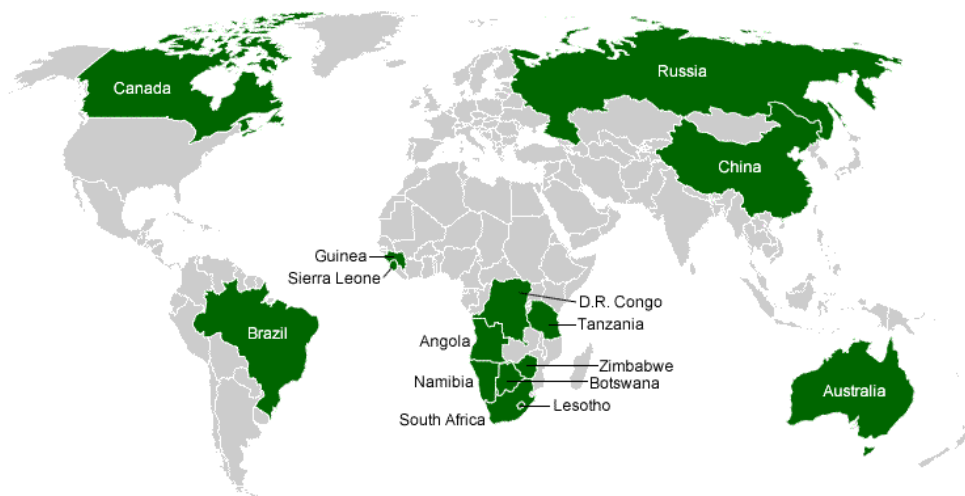 Canada
Russia
China
Guinea
Sierra Leone
D.R. Congo
Tanzania
Brazil
Angola
Zimbabwe
Namibia
Botswana
Australia
Lesotho
South Africa